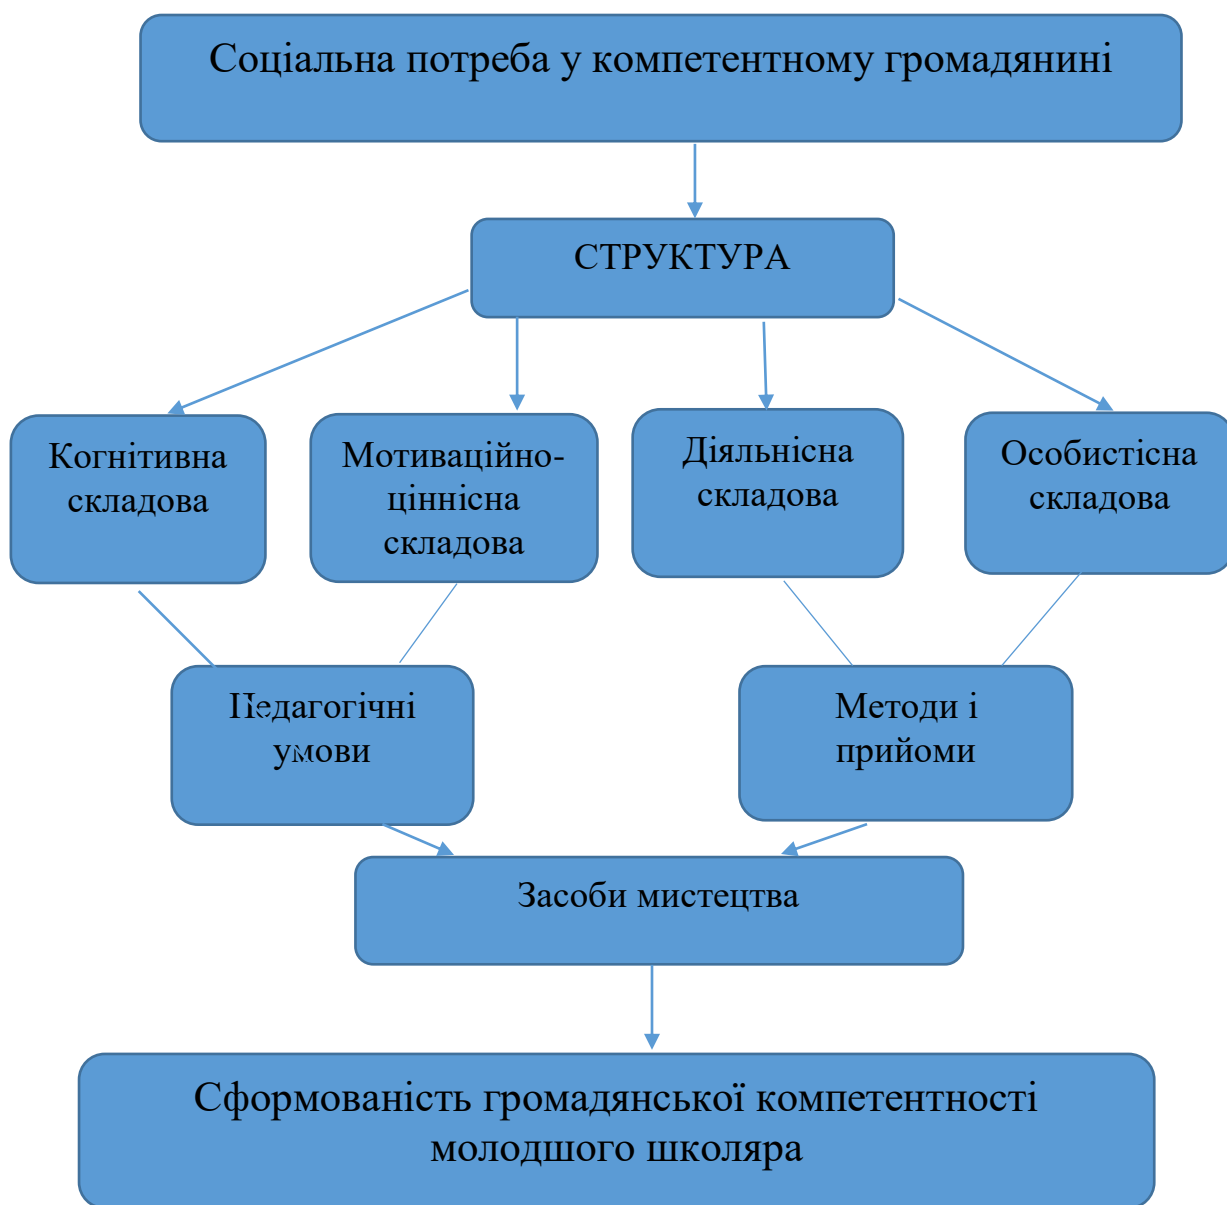 Соціальна потреба у компетентному громадянині
СТРУКТУРА
Когнітивна
складова
Мотиваційно-
ціннісна
складова
Діяльнісна
складова
Особистісна
складова
Педагогічні
умови
Методи і
прийоми
Засоби мистецтва
Сформованість громадянської компетентності
молодшого школяра